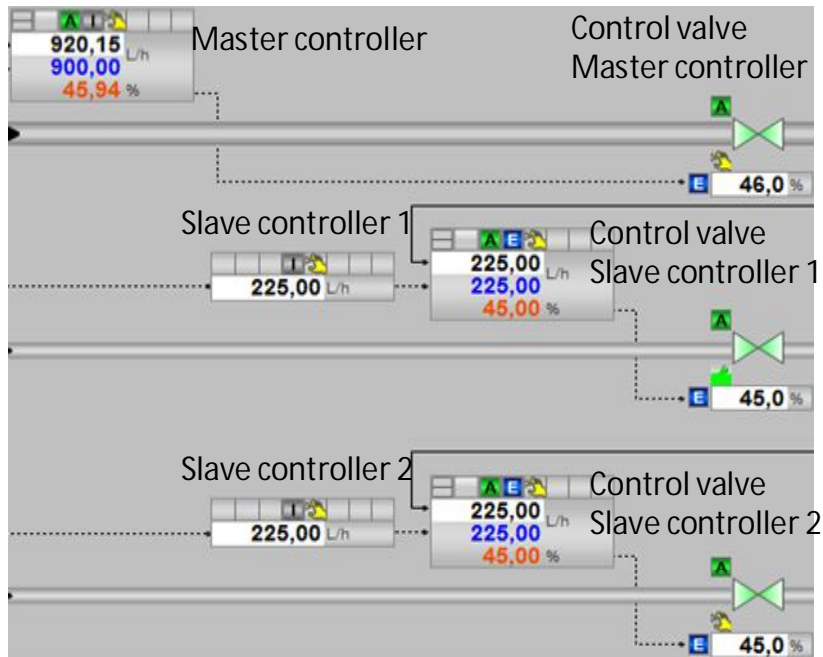 A I
920,15 L/h
900,00
45,94 %
Master controller
Control valve
Master controller
A
E 46,0 %
Slave controller 1
I
225,00 L/h
A E
225,00 L/h
225,00
45,00 %
Control valve
Slave controller 1
A
E 45,0 %
Slave controller 2
I
225,00 L/h
A E
225,00 L/h
225,00
45,00 %
Control valve
Slave controller 2
A
E 45,0 %